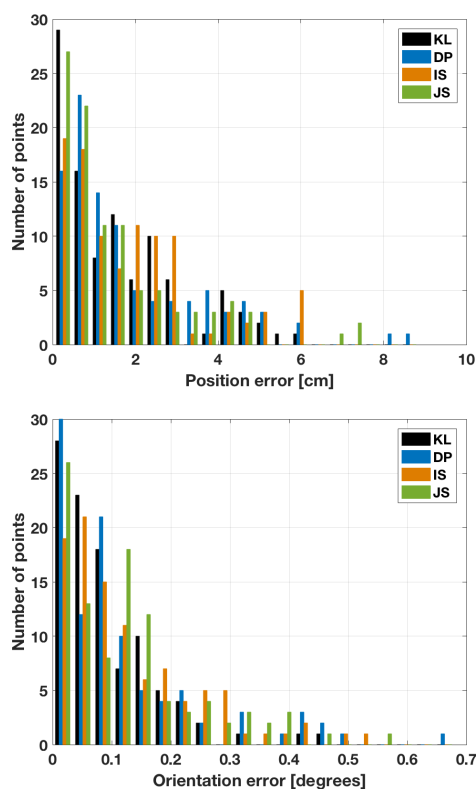 30
25
20
15
10
5
0
Number of points
KL
DP
IS
JS
0 2 4 6 8 10
Position error [cm]
30
25
20
15
10
5
0
Number of points
KL
DP
IS
JS
0 0.1 0.2 0.3 0.4 0.5 0.6 0.7
Orientation error [degrees]